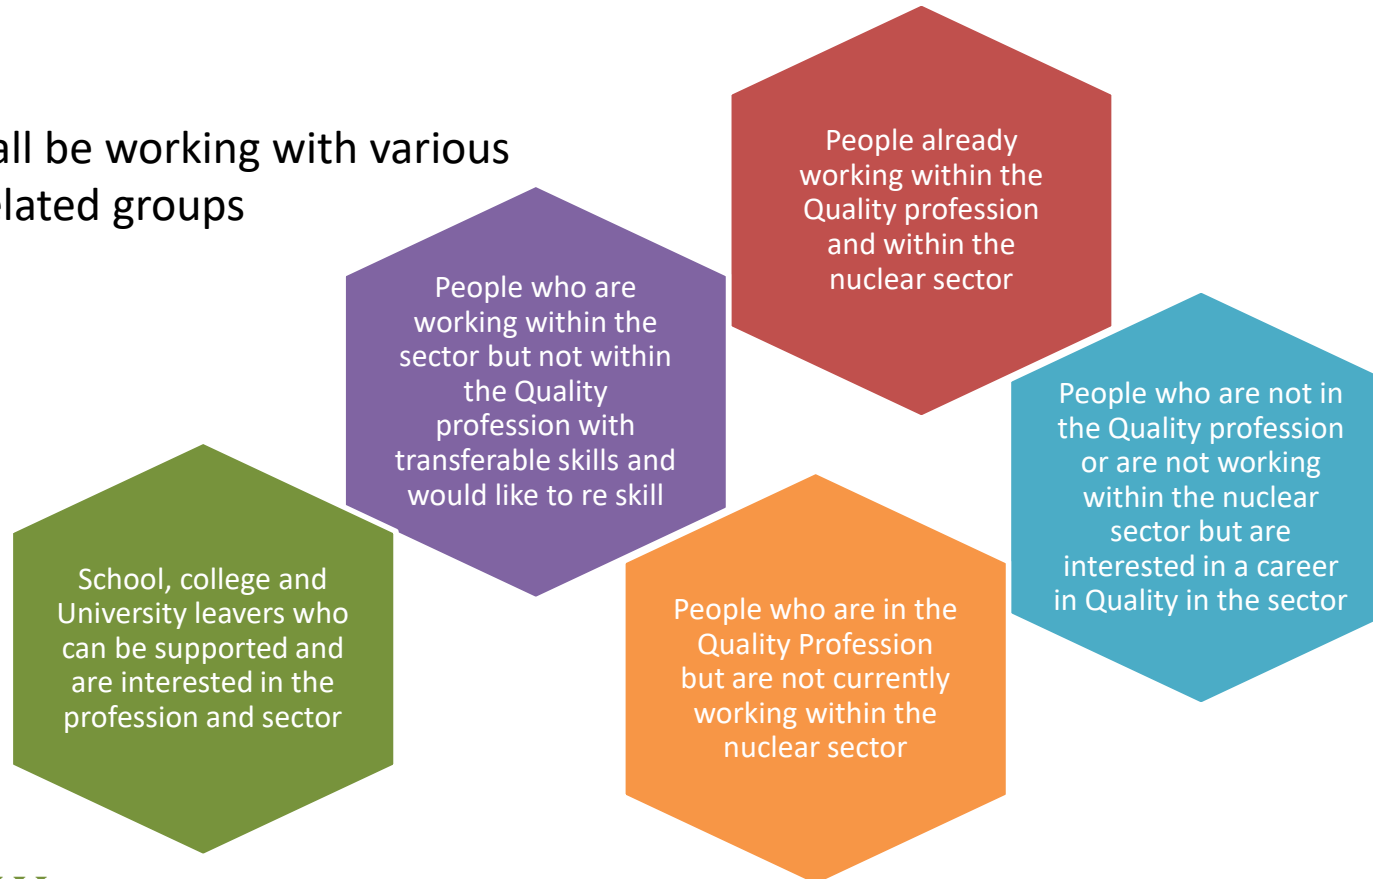 all be working with various
elated groups
People already
working within the
Quality profession
and within the
nuclear sector
People who are
working within the
sector but not within
the Quality
profession with
transferable skills and
would like to re skill
People who are not in
the Quality profession
or are not working
within the nuclear
sector but are
interested in a career
in Quality in the sector
School, college and
University leavers who
can be supported and
are interested in the
profession and sector
People who are in the
Quality Profession
but are not currently
working within the
nuclear sector